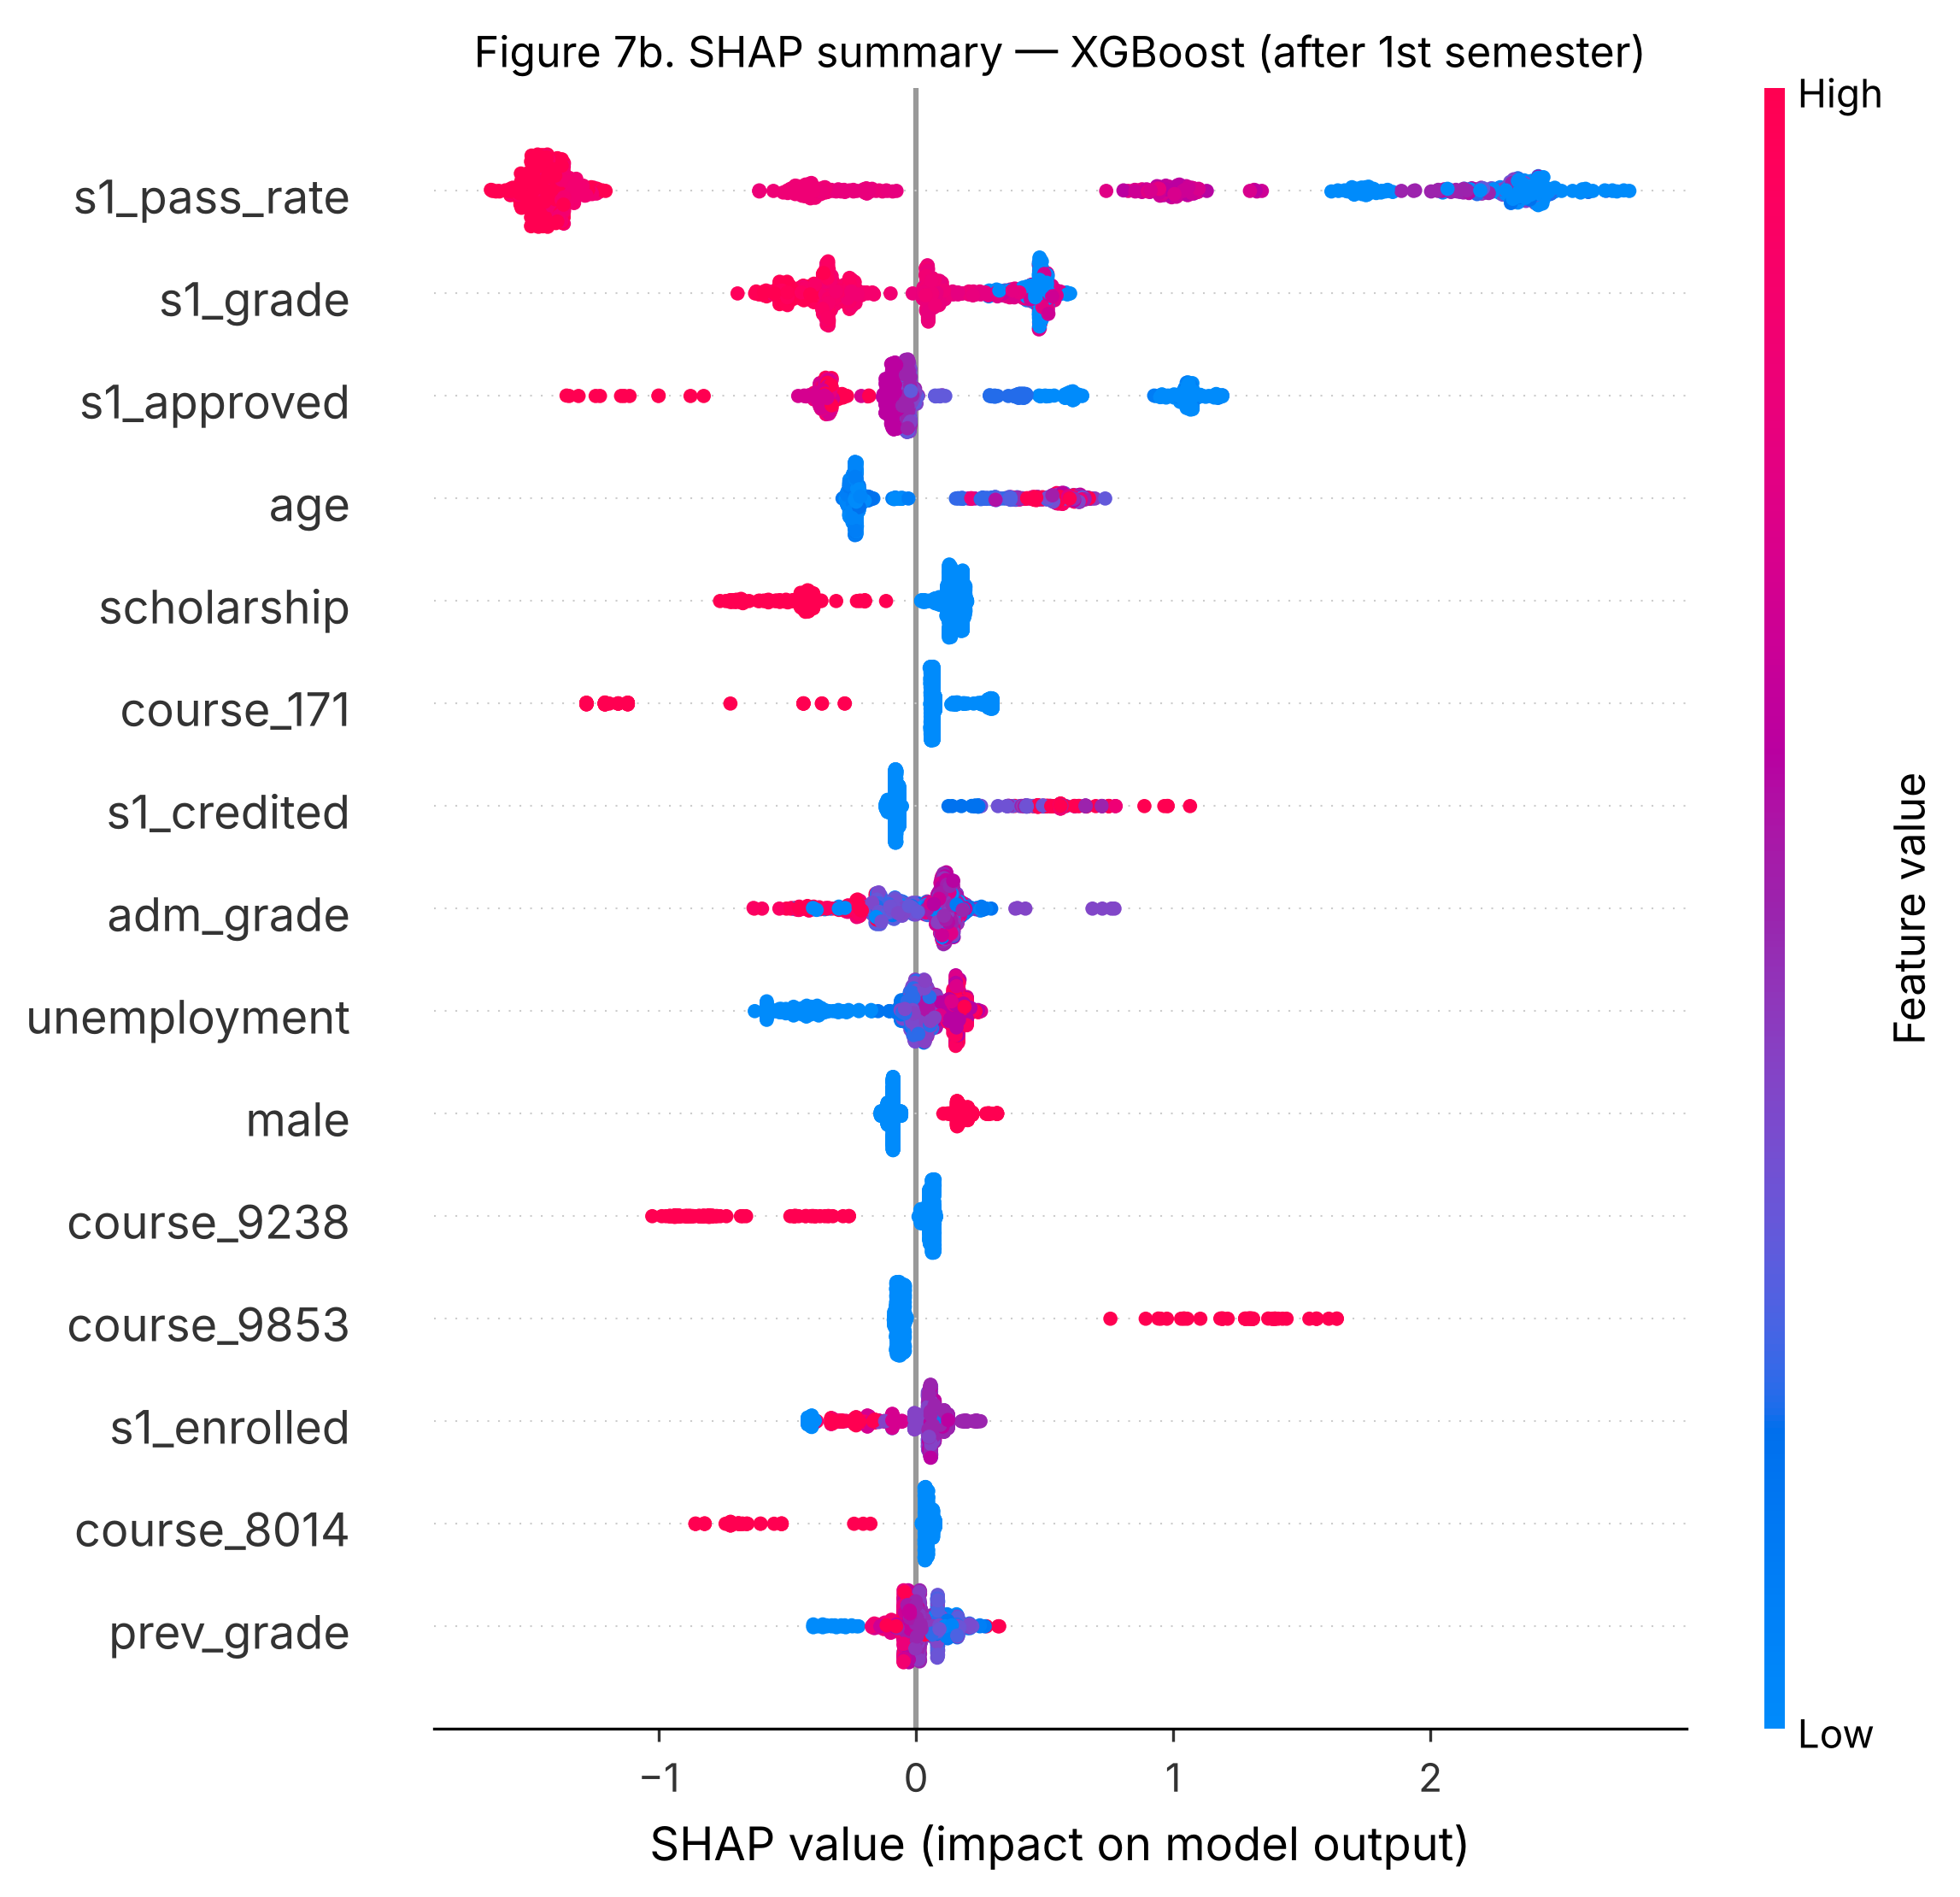 Figure 7b. SHAP summary — XGBoost (after 1st semester)
High
s1_pass_rate
s1_grade
s1_approved
age
scholarship
course_171
s1_credited
adm_grade
unemployment
male
course_9238
course_9853
s1_enrolled
course_8014
prev_grade
Feature value
Low
−1 0 1 2
SHAP value (impact on model output)